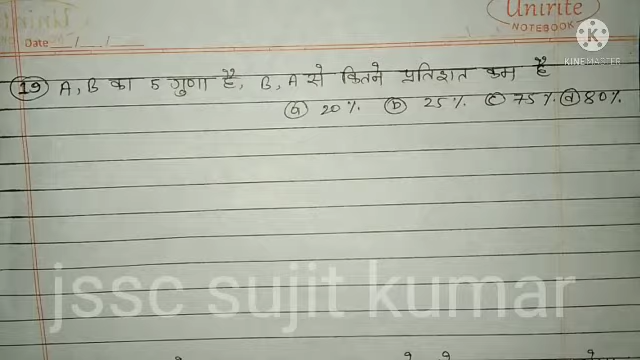 Unirite
NOTEBOOK
Date / /
KINEMASTER
19 A, B का 5 गुणा है, B, A से कितने प्रतिशत कम है
a 20% b 25% c 75% d 80%
jssc sujit kumar